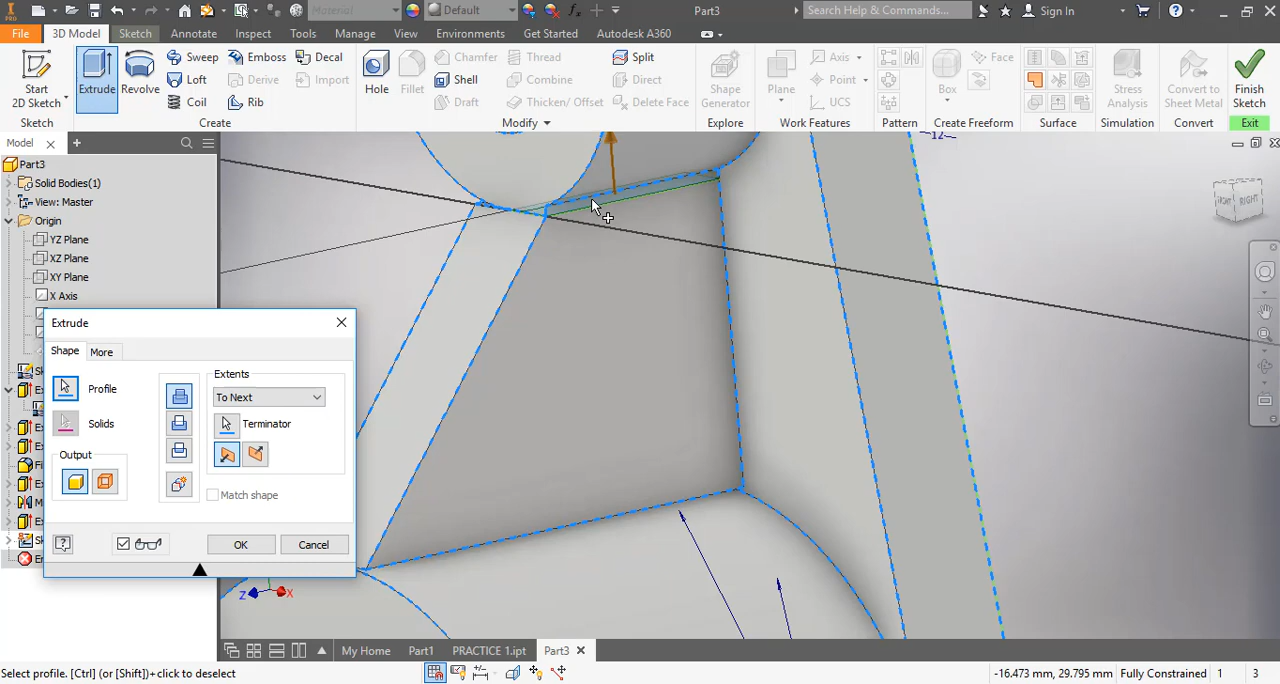 Material
Default
Part3
Search Help & Commands...
Sign In
File
3D Model
Sketch
Annotate
Inspect
Tools
Manage
View
Environments
Get Started
Autodesk A360
Start
2D Sketch
Extrude
Revolve
Sweep
Emboss
Decal
Loft
Derive
Import
Coil
Rib
Hole
Fillet
Chamfer
Thread
Split
Shell
Combine
Direct
Draft
Thicken/ Offset
Delete Face
Shape
Generator
Box
Plane
Axis
Point
UCS
Face
Stress
Analysis
Convert to
Sheet Metal
Finish
Sketch
Sketch
Create
Modify
Explore
Work Features
Pattern
Create Freeform
Surface
Simulation
Convert
Exit
Model
Part3
Solid Bodies(1)
View: Master
Origin
YZ Plane
XZ Plane
XY Plane
X Axis
12
RIGHT
Extrude
Shape
More
Profile
Solids
Output
Extents
To Next
Terminator
Match shape
OK
Cancel
Z
X
My Home
Part1
PRACTICE 1.ipt
Part3
Select profile. [Ctrl] (or [Shift])+click to deselect
-16.473 mm, 29.795 mm
Fully Constrained
1
3